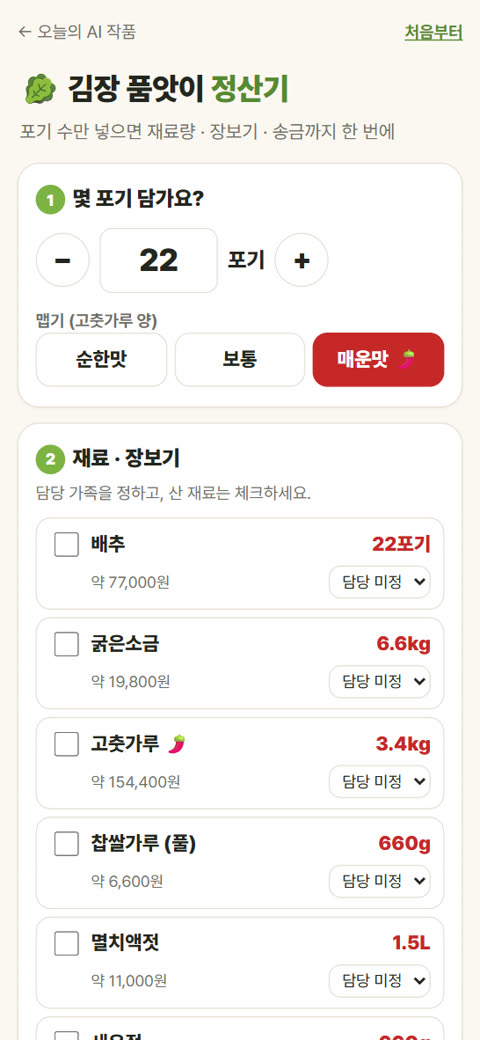 ← 오늘의 AI 작품
처음부터
김장 품앗이 정산기
포기 수만 넣으면 재료량 · 장보기 · 송금까지 한 번에
1 몇 포기 담가요?
− 22 포기 +
맵기 (고춧가루 양)
순한맛 보통 매운맛
2 재료 · 장보기
담당 가족을 정하고, 산 재료는 체크하세요.
배추 22포기
약 77,000원 담당 미정
굵은소금 6.6kg
약 19,800원 담당 미정
고춧가루 3.4kg
약 154,400원 담당 미정
찹쌀가루 (풀) 660g
약 6,600원 담당 미정
멸치액젓 1.5L
약 11,000원 담당 미정